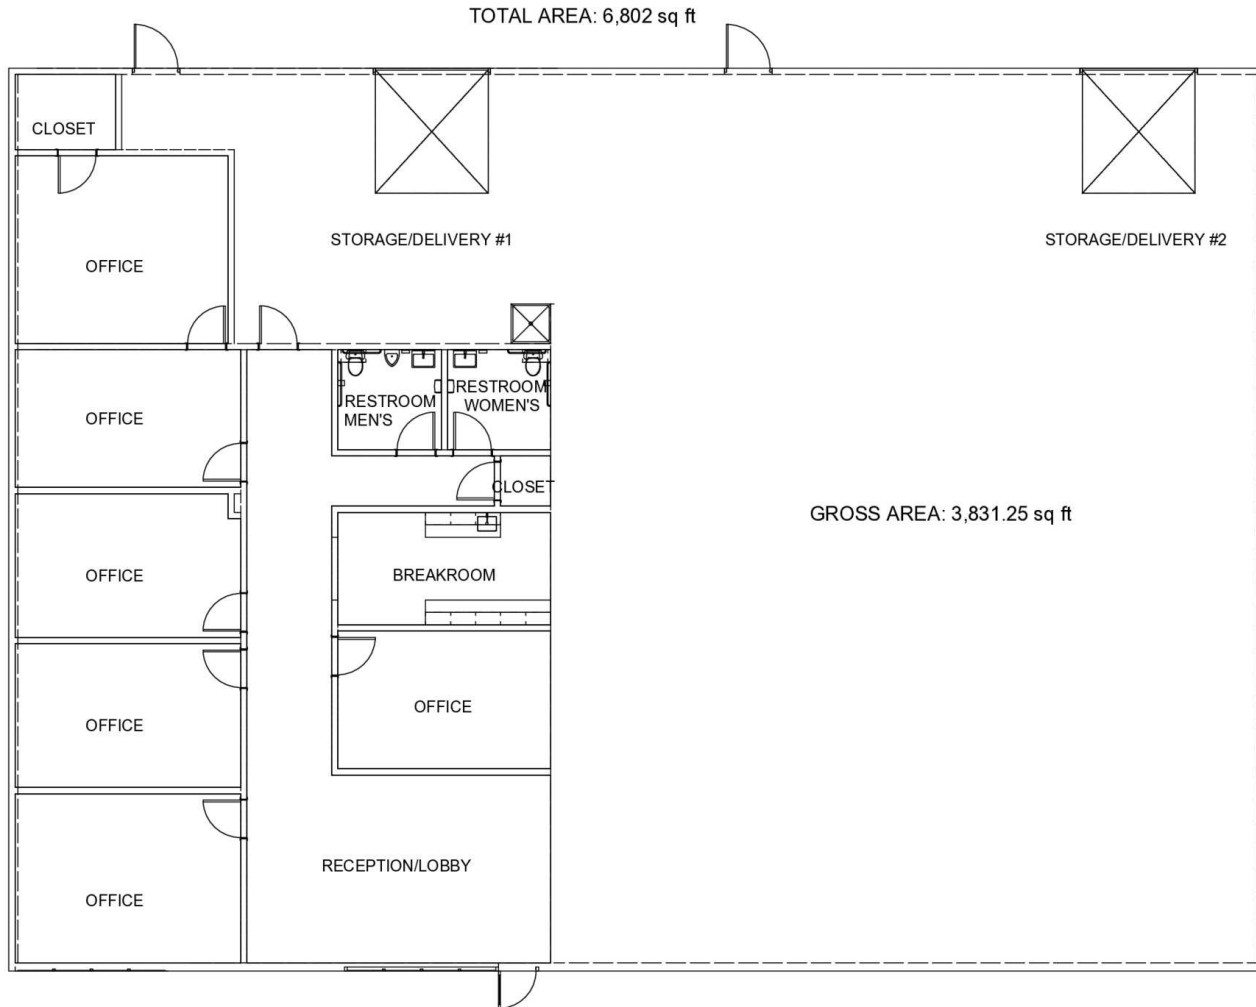 TOTAL AREA: 6,802 sq ft
CLOSET
STORAGE/DELIVERY #1
STORAGE/DELIVERY #2
OFFICE
RESTROOM
MEN'S
RESTROOM
WOMEN'S
OFFICE
CLOSET
GROSS AREA: 3,831.25 sq ft
OFFICE
BREAKROOM
OFFICE
OFFICE
RECEPTION/LOBBY
OFFICE